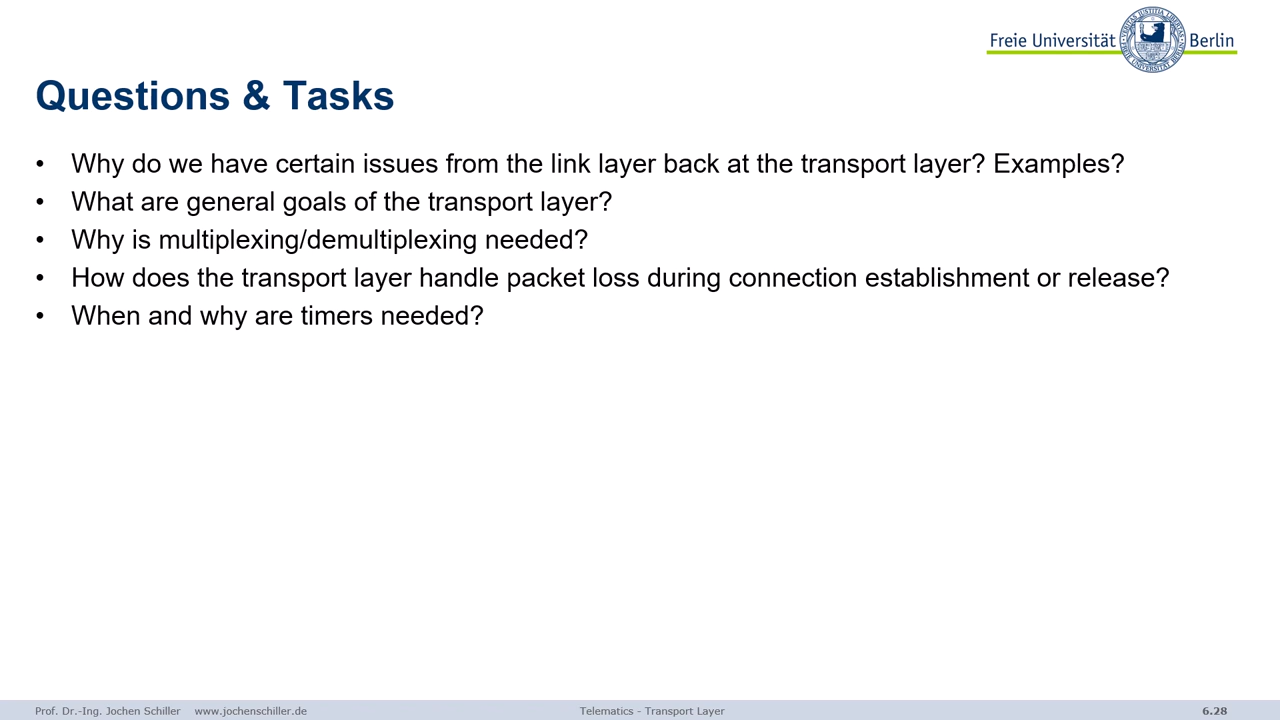 Freie Universität Berlin
Questions & Tasks
• Why do we have certain issues from the link layer back at the transport layer? Examples?
• What are general goals of the transport layer?
• Why is multiplexing/demultiplexing needed?
• How does the transport layer handle packet loss during connection establishment or release?
• When and why are timers needed?
Prof. Dr.-Ing. Jochen Schiller www.jochenschiller.de Telematics - Transport Layer 6.28